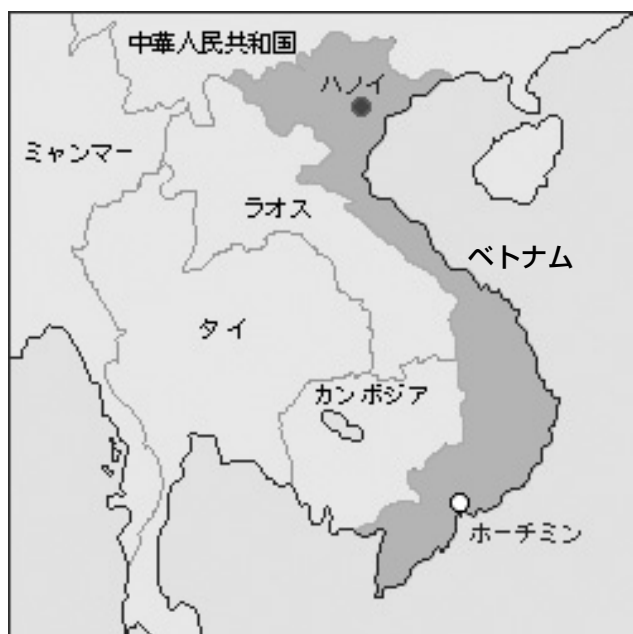 中華人民共和国
ハノイ
ミャンマー
ラオス
ベトナム
タイ
カンボジア
ホーチミン